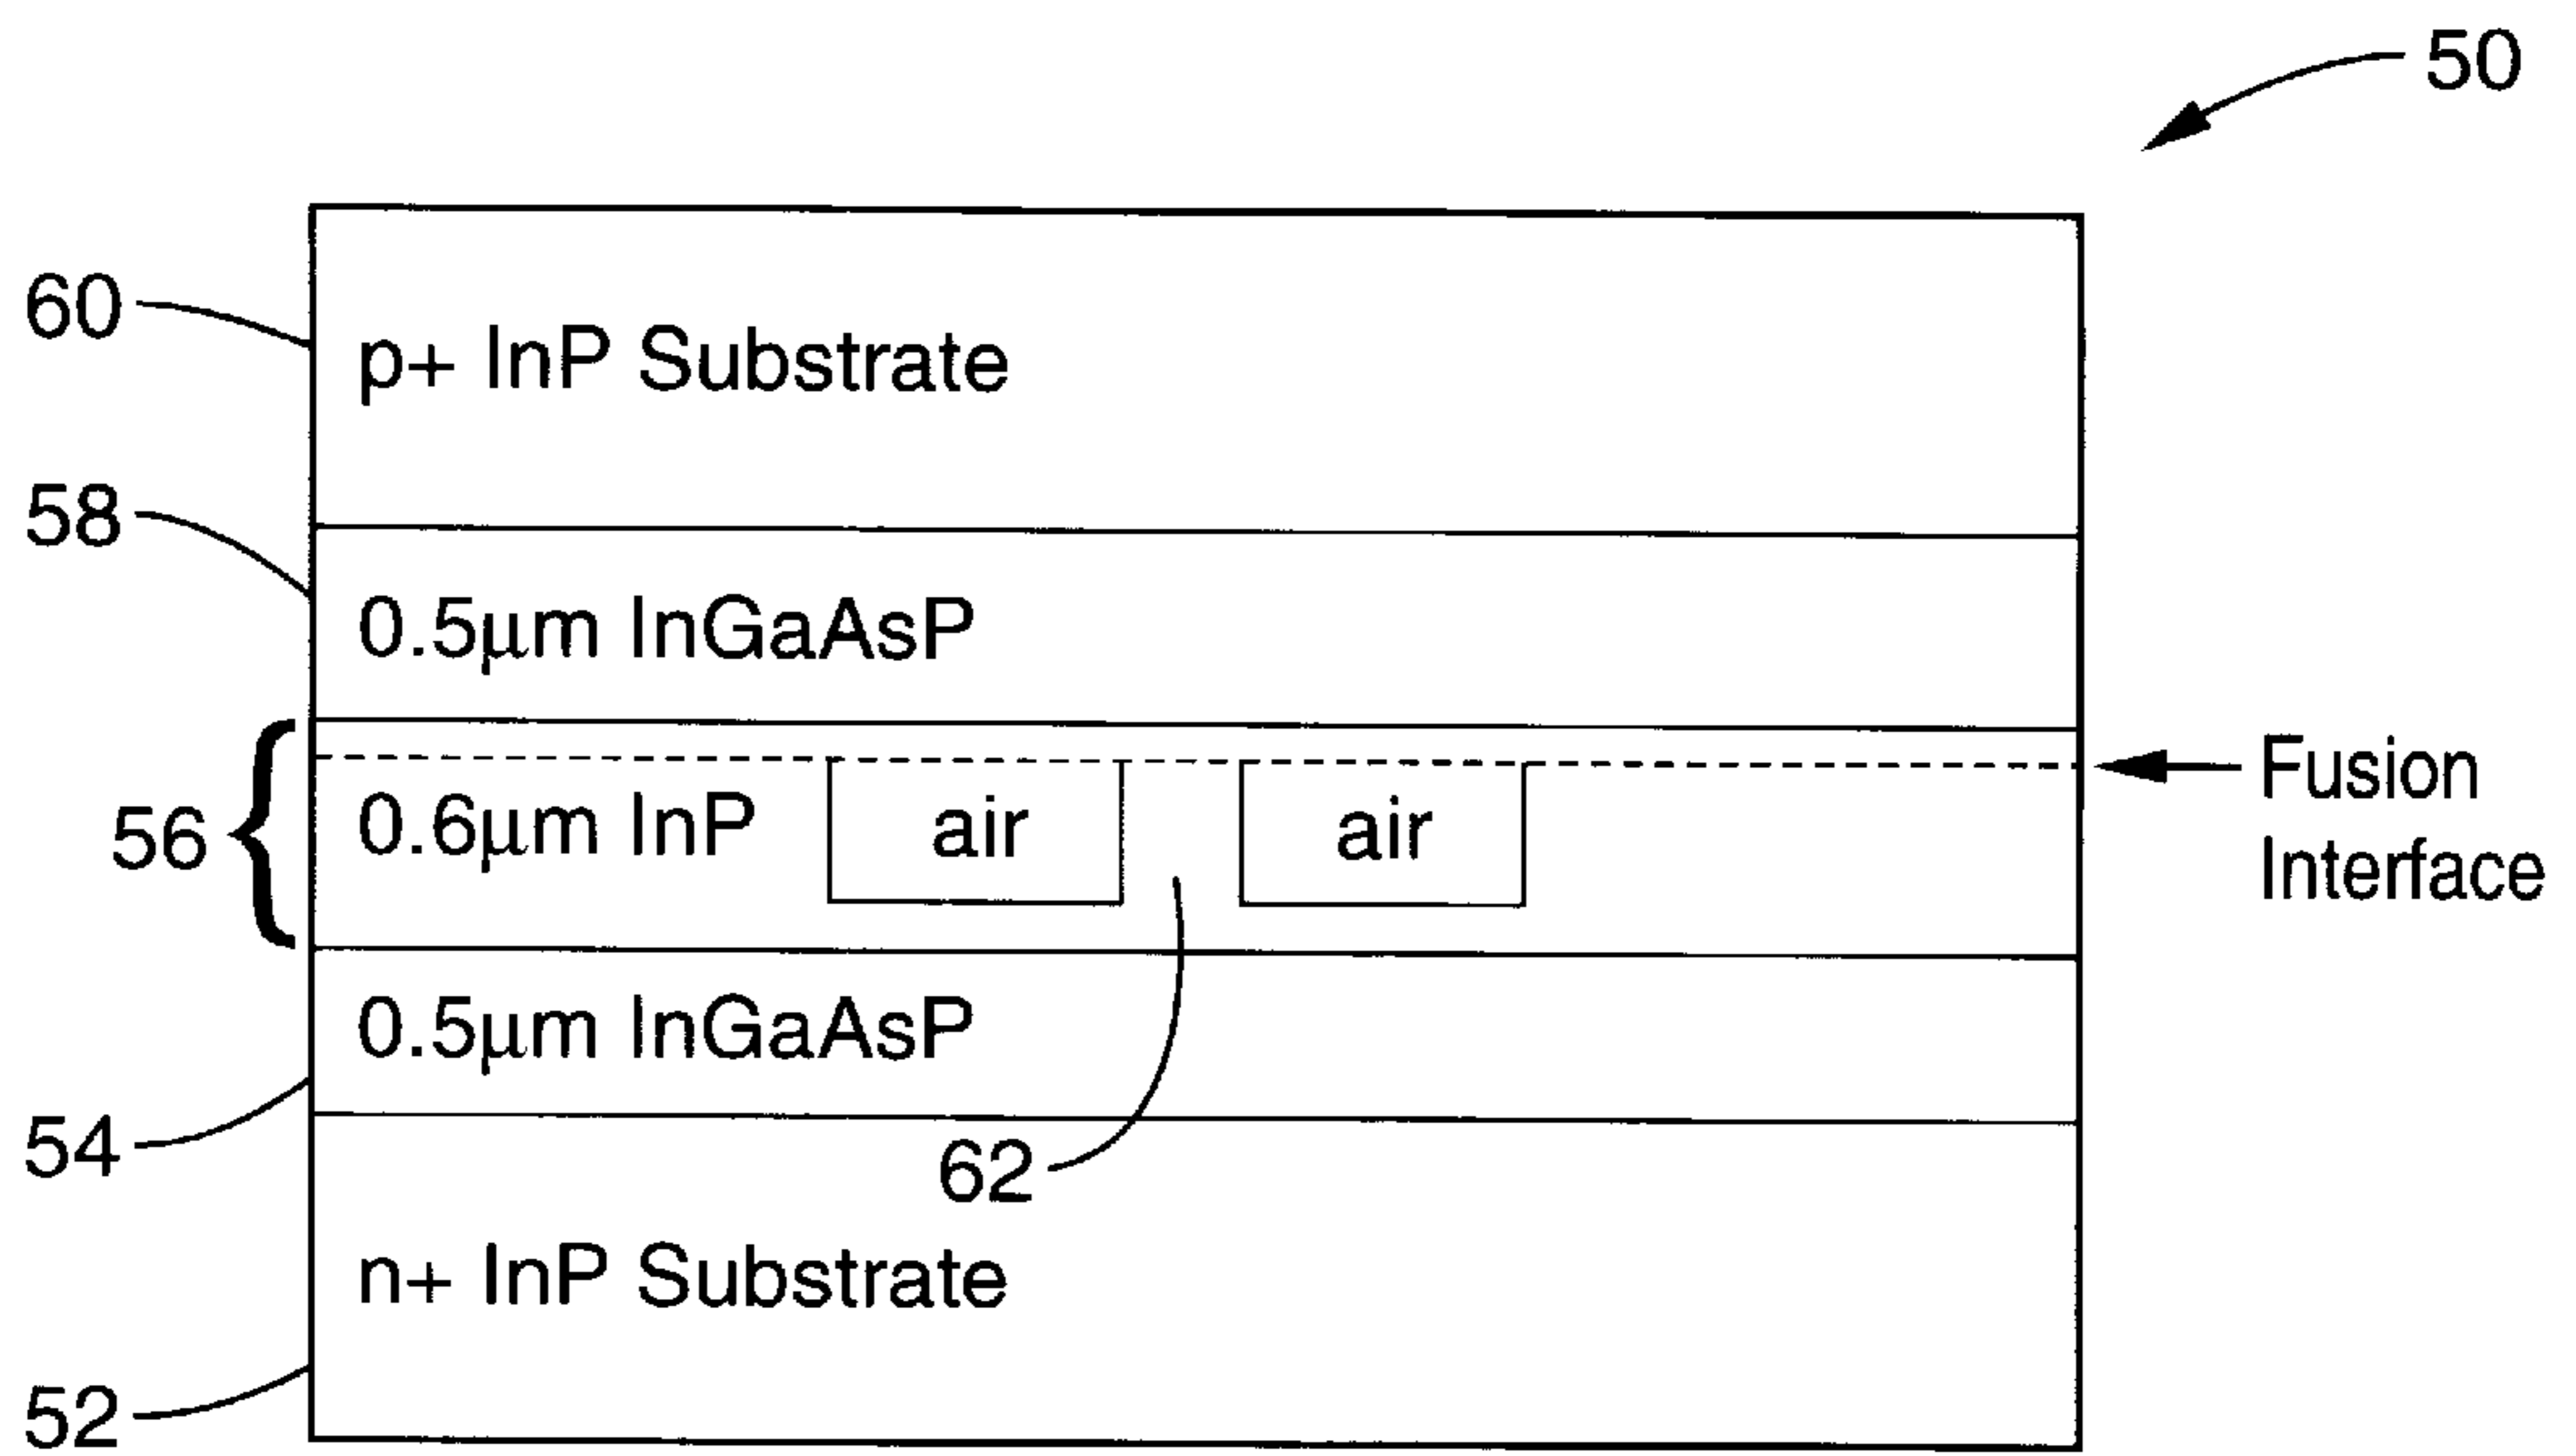 50
60
p+ InP Substrate
58
0.5μm InGaAsP
56
0.6μm InP
air
air
Fusion
Interface
0.5μm InGaAsP
54
62
n+ InP Substrate
52